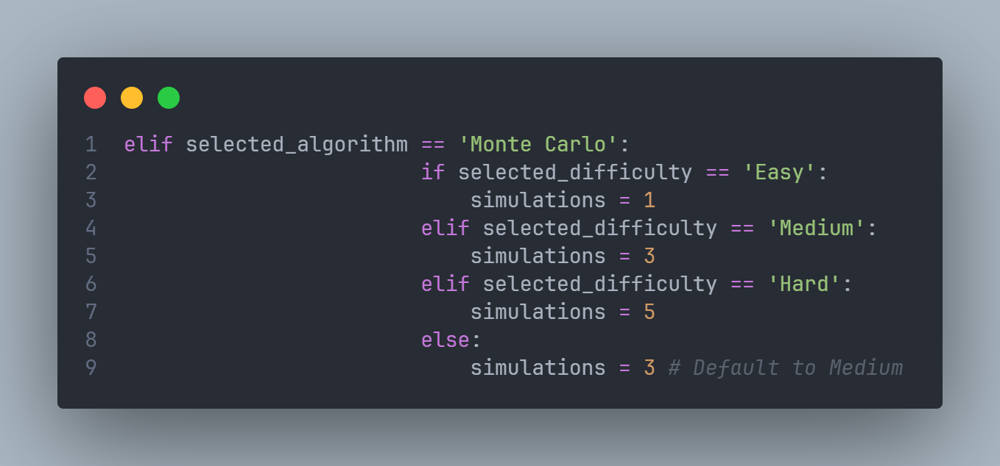 1 elif selected_algorithm == 'Monte Carlo':
2                         if selected_difficulty == 'Easy':
3                             simulations = 1
4                         elif selected_difficulty == 'Medium':
5                             simulations = 3
6                         elif selected_difficulty == 'Hard':
7                             simulations = 5
8                         else:
9                             simulations = 3 # Default to Medium